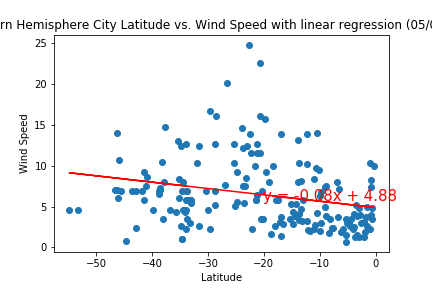 rn Hemisphere City Latitude vs. Wind Speed with linear regression (05/0
25
20
15
10
5
0
Wind Speed
y = -0.08x + 4.88
−50 −40 −30 −20 −10 0
Latitude